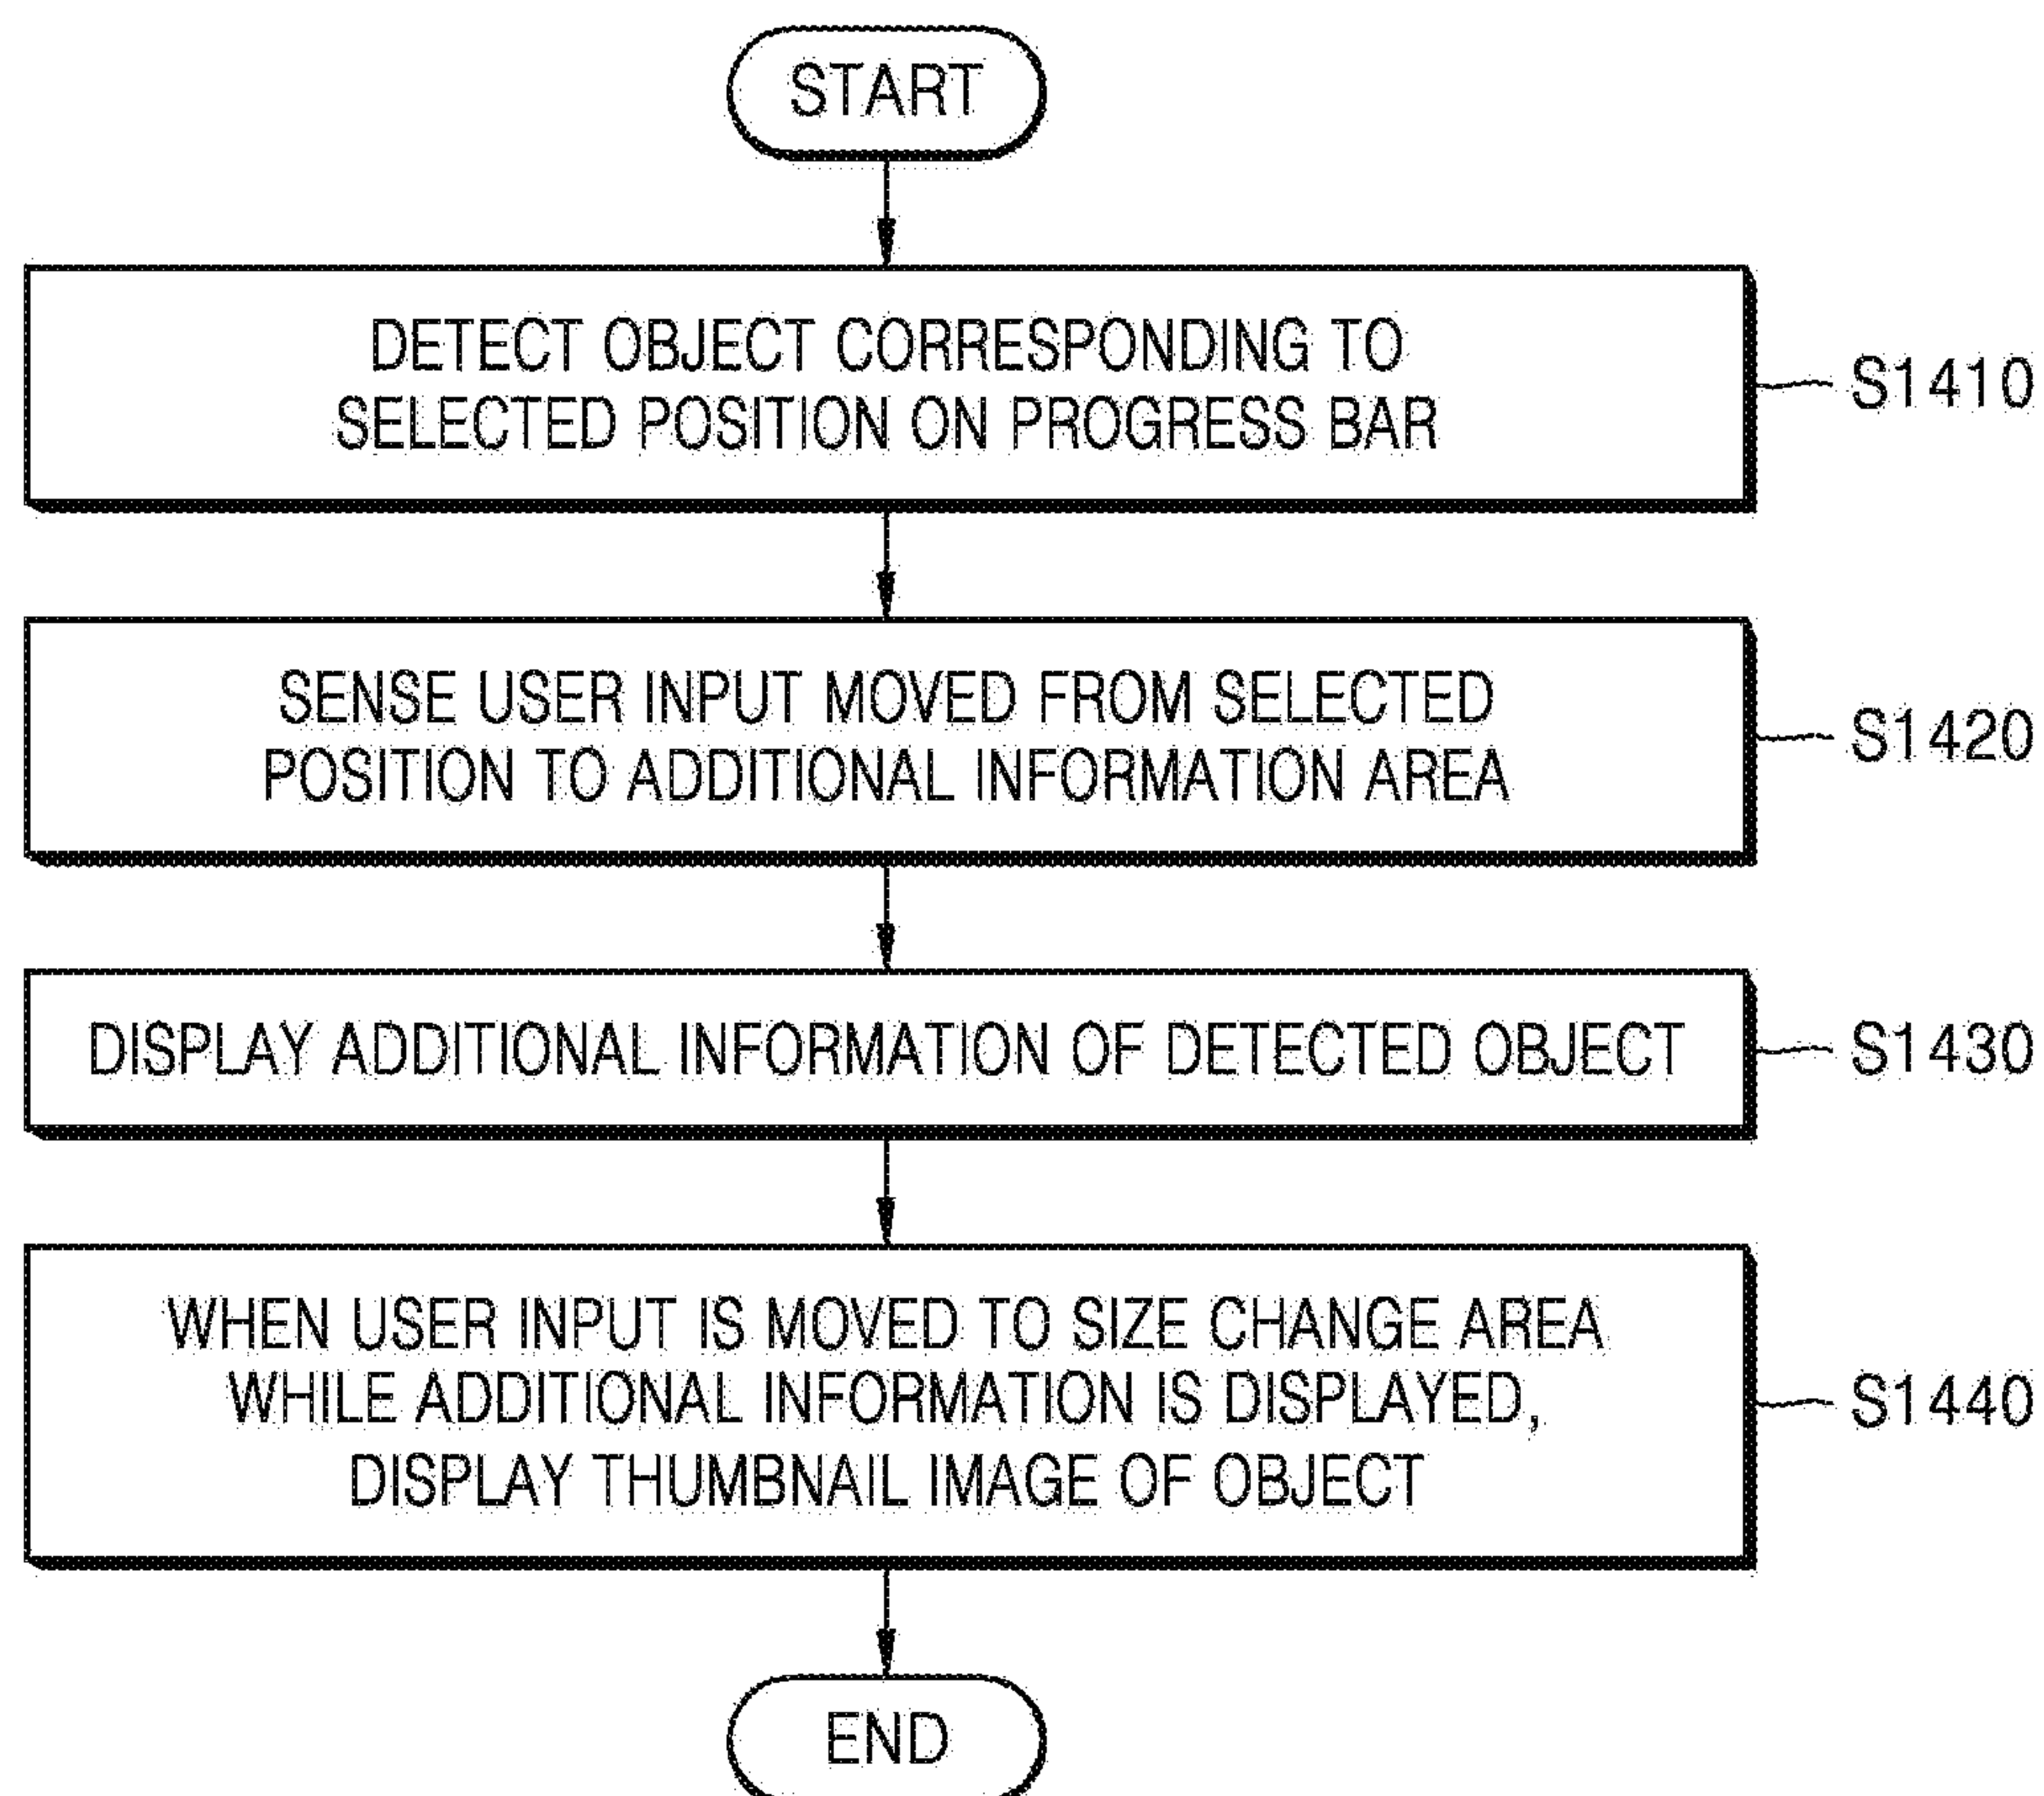 START
DETECT OBJECT CORRESPONDING TO
SELECTED POSITION ON PROGRESS BAR
S1410
SENSE USER INPUT MOVED FROM SELECTED
POSITION TO ADDITIONAL INFORMATION AREA
S1420
DISPLAY ADDITIONAL INFORMATION OF DETECTED OBJECT
S1430
WHEN USER INPUT IS MOVED TO SIZE CHANGE AREA
WHILE ADDITIONAL INFORMATION IS DISPLAYED,
DISPLAY THUMBNAIL IMAGE OF OBJECT
S1440
END